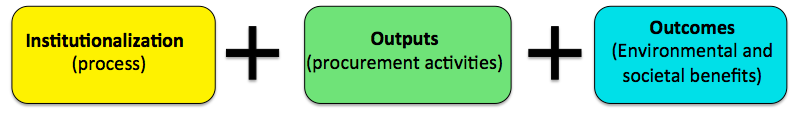 Institutionalization
(process)
+
Outputs
(procurement activities)
+
Outcomes
(Environmental and
societal benefits)